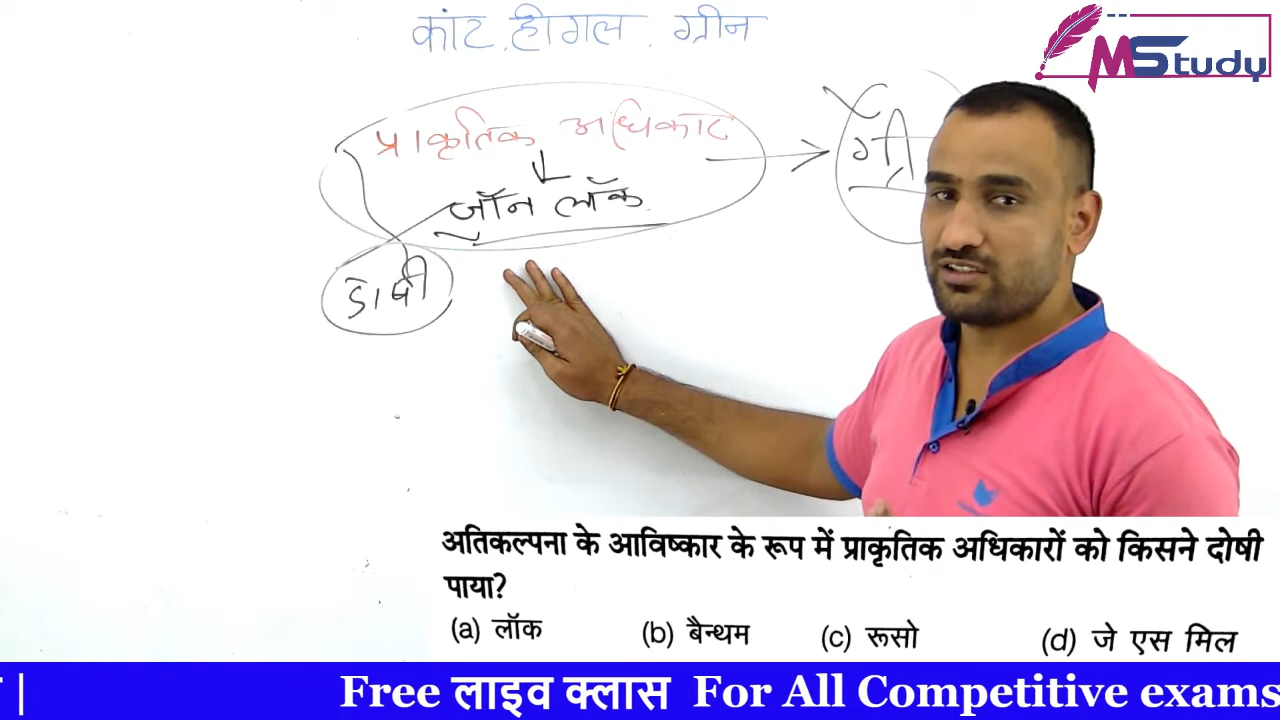 कांट, हीगल, ग्रीन
MStudy
प्राकृतिक अधिकार
जॉन लॉक
दोषी
अतिकल्पना के आविष्कार के रूप में प्राकृतिक अधिकारों को किसने दोषी
पाया?
(a) लॉक (b) बैन्थम (c) रूसो (d) जे एस मिल
| Free लाइव क्लास For All Competitive exams